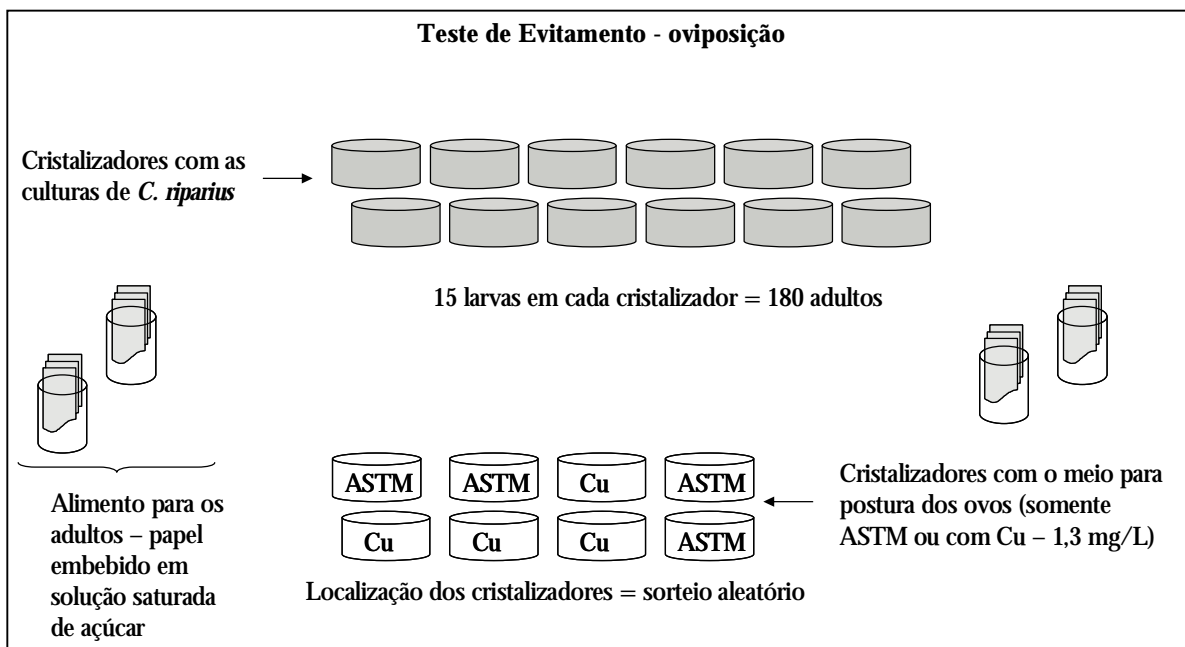 Teste de Evitamento - oviposição
Cristalizadores com as
culturas de C. riparius
15 larvas em cada cristalizador = 180 adultos
ASTM
ASTM
Cu
ASTM
Cu
Cu
Cu
ASTM
Cristalizadores com o meio para
postura dos ovos (somente
ASTM ou com Cu – 1,3 mg/L)
Alimento para os
adultos – papel
embebido em
solução saturada
de açúcar
Localização dos cristalizadores = sorteio aleatório